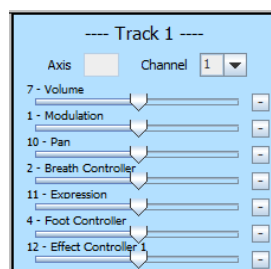 ---- Track 1 ----
Axis Channel 1
7 - Volume
-
1 - Modulation
-
10 - Pan
-
2 - Breath Controller
-
11 - Expression
-
4 - Foot Controller
-
12 - Effect Controller 1
-